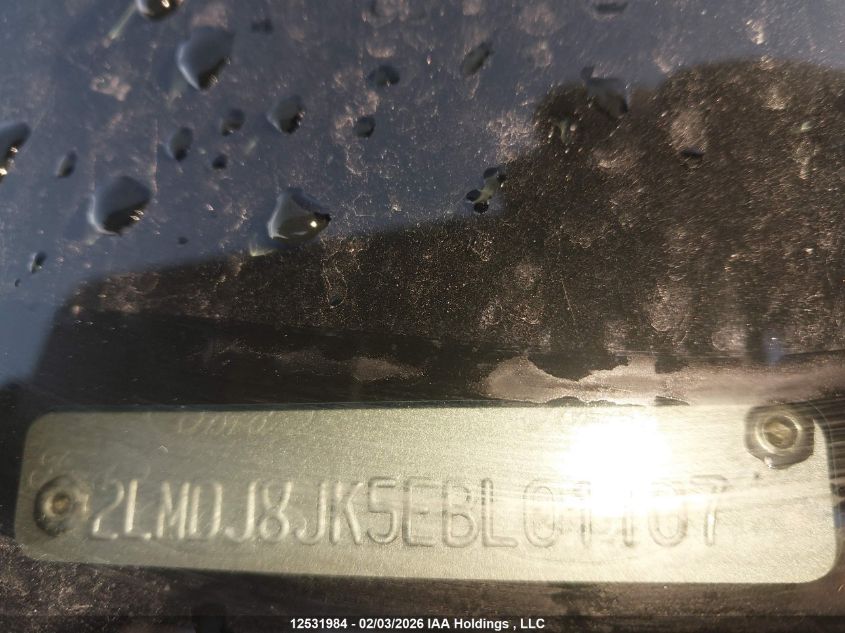 2LMDJ8JK5EBL01107
12531984 - 02/03/2026 IAA Holdings , LLC